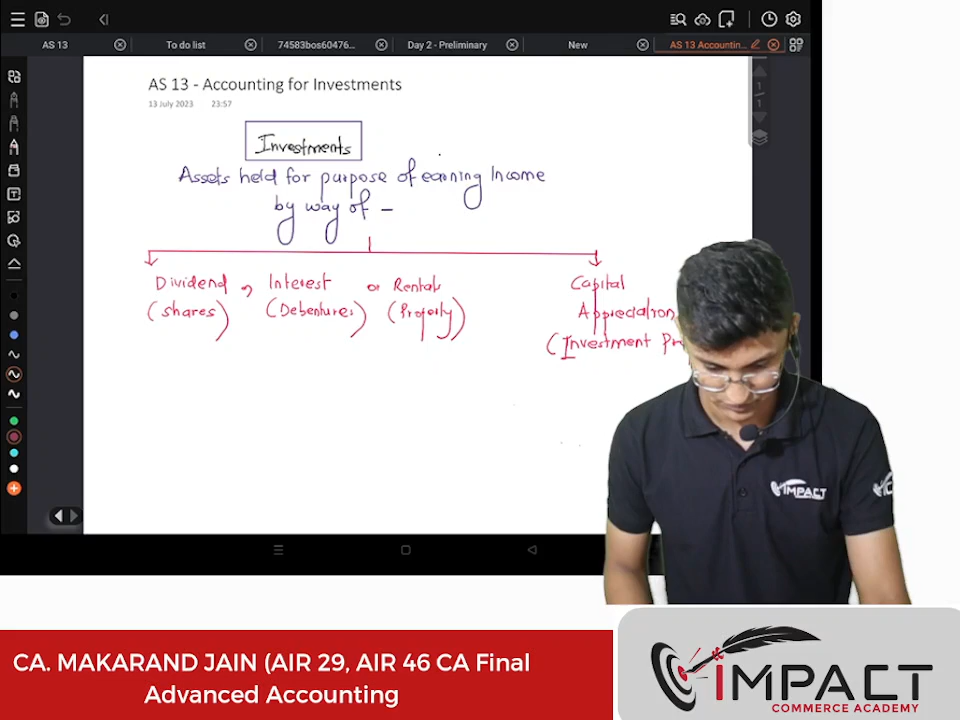 AS 13
To do list
74583bos60476...
Day 2 - Preliminary
New
AS 13 Accountin...
AS 13 - Accounting for Investments
13 July 2023 23:57
Investments
Assets held for purpose of earning Income
by way of -
Dividend, Interest or Rentals
(shares) (Debentures) (Property)
Capital
Appreciation
(Investment Pr
1
1
IMPACT
CA. MAKARAND JAIN (AIR 29, AIR 46 CA Final
Advanced Accounting
IMPACT
COMMERCE ACADEMY